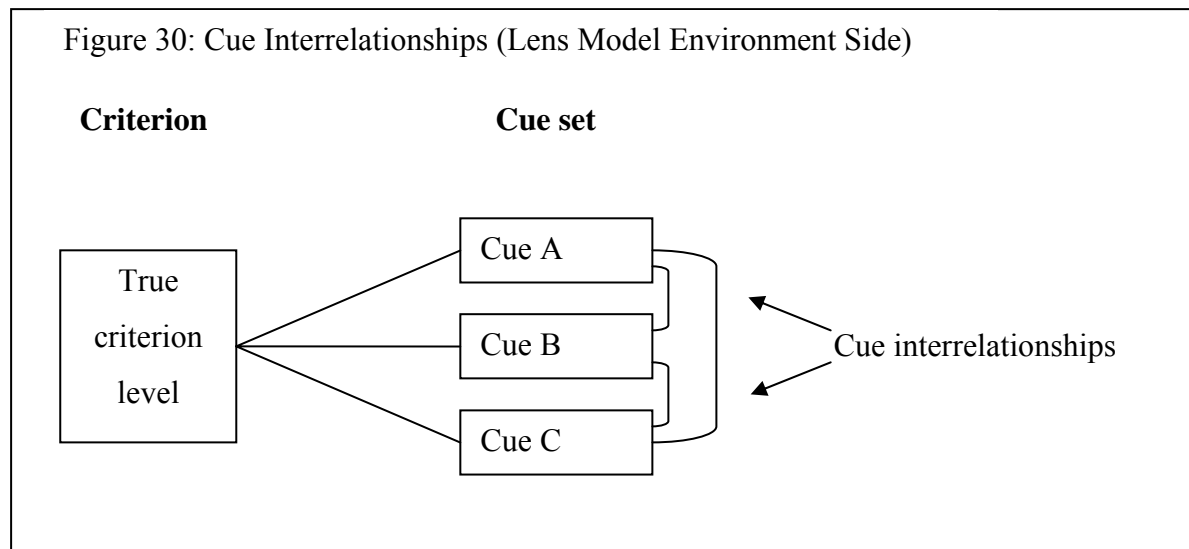 Figure 30: Cue Interrelationships (Lens Model Environment Side)
Criterion
Cue set
True
criterion
level
Cue A
Cue B
Cue C
Cue interrelationships